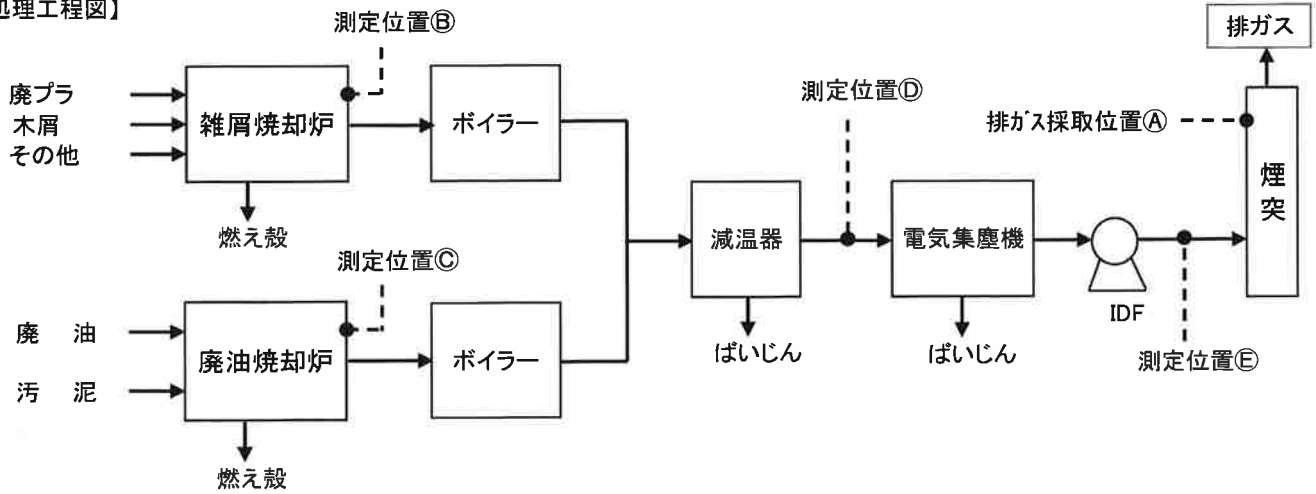 処理工程図】
測定位置Ⓑ
排ガス
廃プラ
木屑
その他
雑屑焼却炉
ボイラー
測定位置Ⓓ
排ガス採取位置Ⓐ
煙突
燃え殻
減温器
電気集塵機
測定位置Ⓒ
IDF
廃　油
汚　泥
廃油焼却炉
ボイラー
ばいじん
ばいじん
測定位置Ⓔ
燃え殻